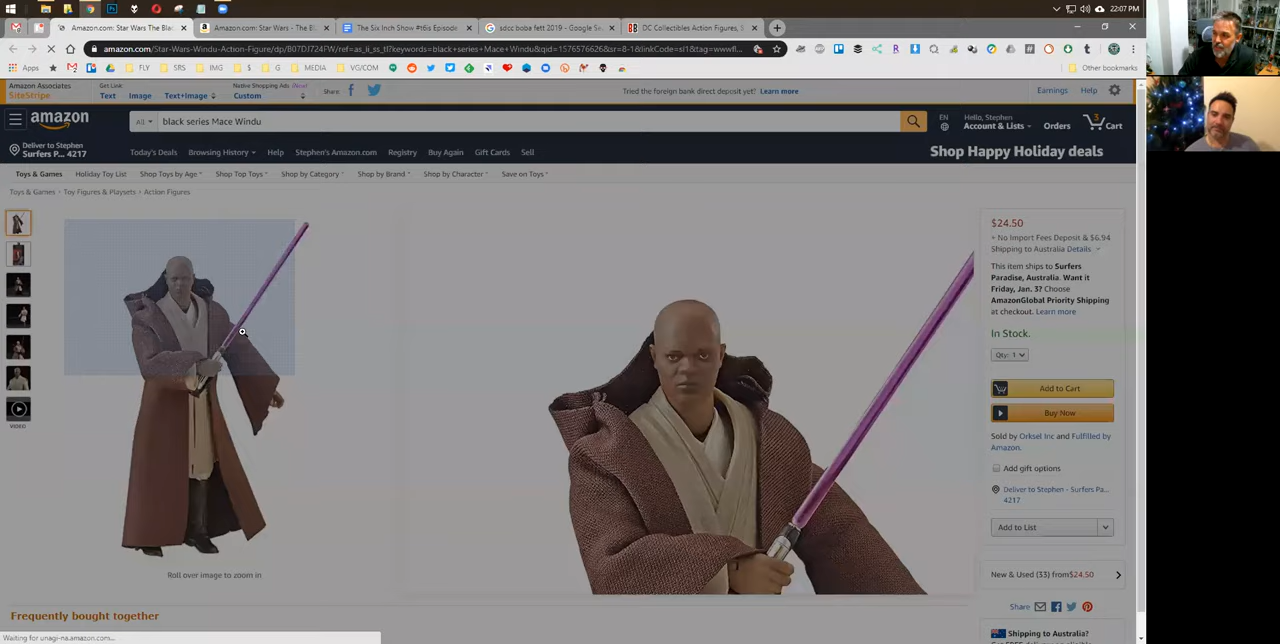 Amazon.com: Star Wars The Blac
Amazon.com: Star Wars - The Bl
The Six Inch Show #t6is Episode
sdcc boba fett 2019 - Google Se
DC Collectibles Action Figures, S
22:07 PM
amazon.com/Star-Wars-Windu-Action-Figure/dp/B07DJ724FW/ref=as_li_ss_tl?keywords=black+series+Mace+Windu&qid=1576576626&sr=8-1&linkCode=sl1&tag=wwwfl...
Apps
FLY
SRS
IMG
$
G
MEDIA
VG/COM
Other bookmarks
Amazon Associates
SiteStripe
Get Link:
Text
Image
Text+Image
Native Shopping Ads
Custom
Share:
Tried the foreign bank direct deposit yet? Learn more
Earnings
Help
amazon
All
black series Mace Windu
EN
Hello, Stephen
Account & Lists
Orders
3
Cart
Deliver to Stephen
Surfers P... 4217
Today's Deals
Browsing History
Help
Stephen's Amazon.com
Registry
Buy Again
Gift Cards
Sell
Shop Happy Holiday deals
Toys & Games
Holiday Toy List
Shop Toys by Age
Shop Top Toys
Shop by Category
Shop by Brand
Shop by Character
Save on Toys
Toys & Games › Toy Figures & Playsets › Action Figures
VIDEO
Roll over image to zoom in
$24.50
+ No Import Fees Deposit & $6.94
Shipping to Australia Details
This item ships to Surfers
Paradise, Australia. Want it
Friday, Jan. 3? Choose
AmazonGlobal Priority Shipping
at checkout. Learn more
In Stock.
Qty: 1
Add to Cart
Buy Now
Sold by Orksel Inc and Fulfilled by
Amazon.
Add gift options
Deliver to Stephen - Surfers Pa...
4217
Add to List
New & Used (33) from $24.50
Share
Shipping to Australia?
Frequently bought together
Waiting for unagi-na.amazon.com...